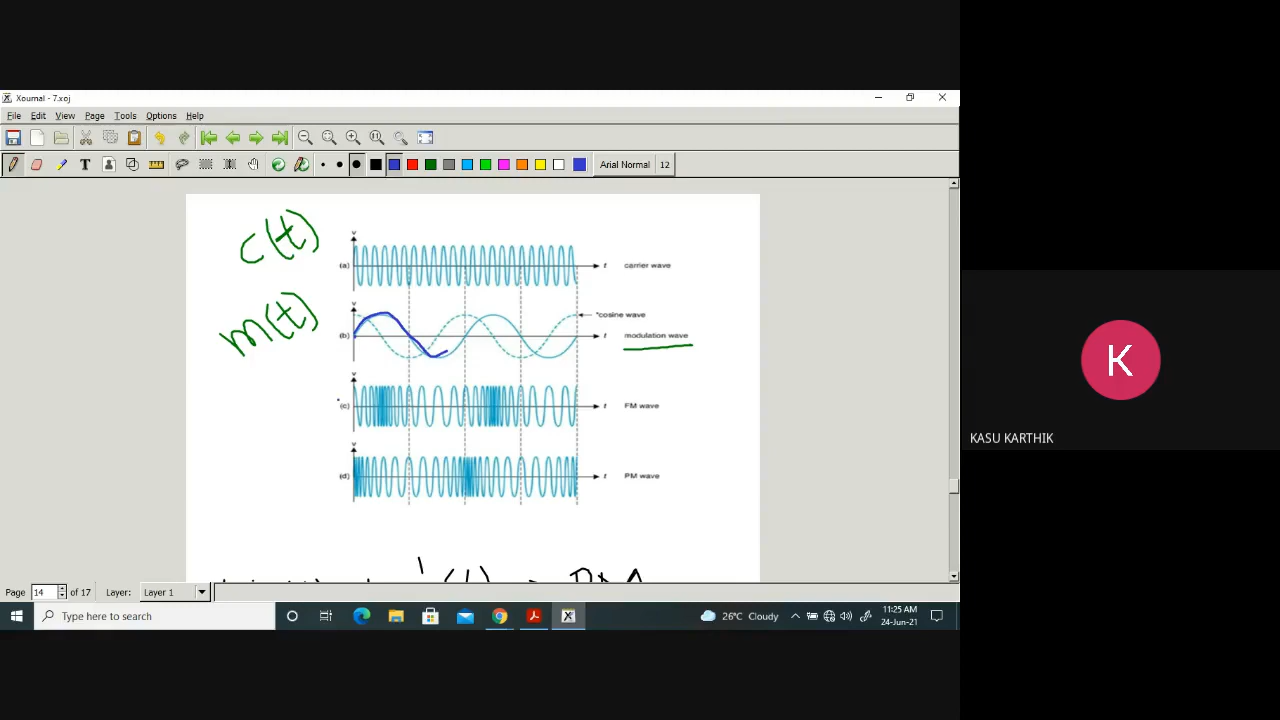 Xournal - 7.xoj
File Edit View Page Tools Options Help
T Arial Normal 12
c(t)
v
(a) t carrier wave
m(t)
v
*cosine wave
(b) t modulation wave
v
(c) t FM wave
v
(d) t PM wave
Page 14 of 17 Layer: Layer 1
Type here to search
26°C Cloudy
11:25 AM
24-Jun-21
K
KASU KARTHIK